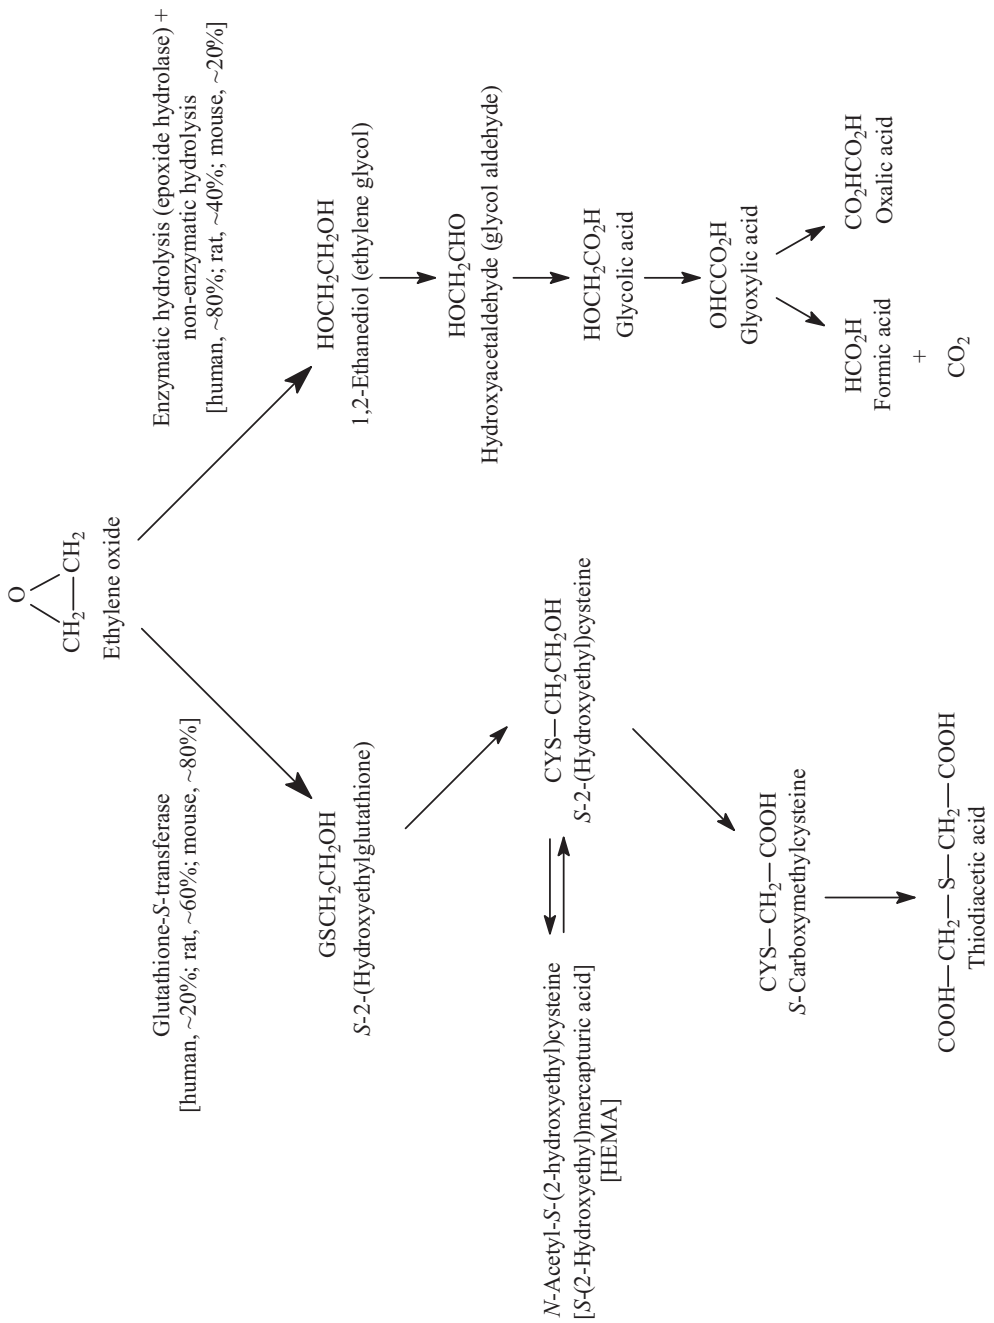 O
CH2—CH2
Ethylene oxide
Glutathione-S-transferase
[human, ~20%; rat, ~60%; mouse, ~80%]
Enzymatic hydrolysis (epoxide hydrolase) +
non-enzymatic hydrolysis
[human, ~80%; rat, ~40%; mouse, ~20%]
GSCH2CH2OH
S-2-(Hydroxyethylglutathione)
HOCH2CH2OH
1,2-Ethanediol (ethylene glycol)
HOCH2CHO
Hydroxyacetaldehyde (glycol aldehyde)
N-Acetyl-S-(2-hydroxyethyl)cysteine
[S-(2-Hydroxyethyl)mercapturic acid]
[HEMA]
CYS—CH2CH2OH
S-2-(Hydroxyethyl)cysteine
HOCH2CO2H
Glycolic acid
OHCCO2H
Glyoxylic acid
CYS—CH2—COOH
S-Carboxymethylcysteine
HCO2H
Formic acid
+
CO2
CO2HCO2H
Oxalic acid
COOH—CH2—S—CH2—COOH
Thiodiacetic acid